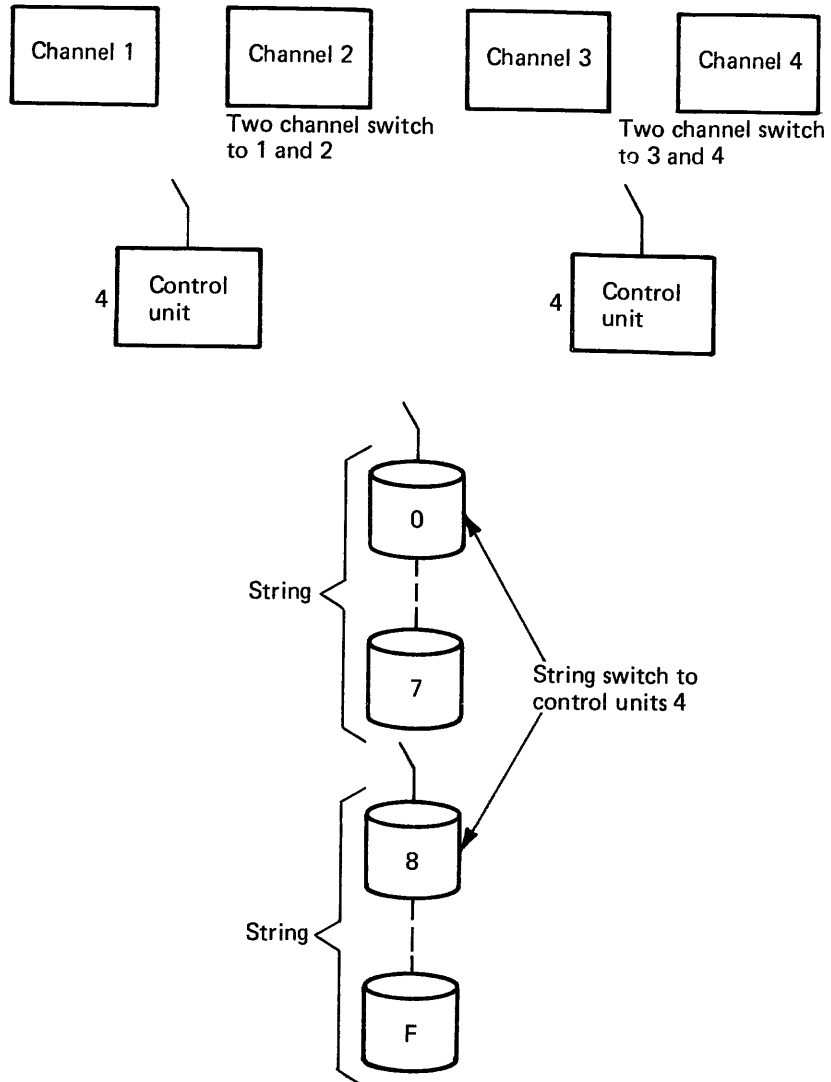 Channel 1
Channel 2
Channel 3
Channel 4
Two channel switch
to 1 and 2
Two channel switch
to 3 and 4
4
Control
unit
4
Control
unit
0
String
7
String switch to
control units 4
8
String
F